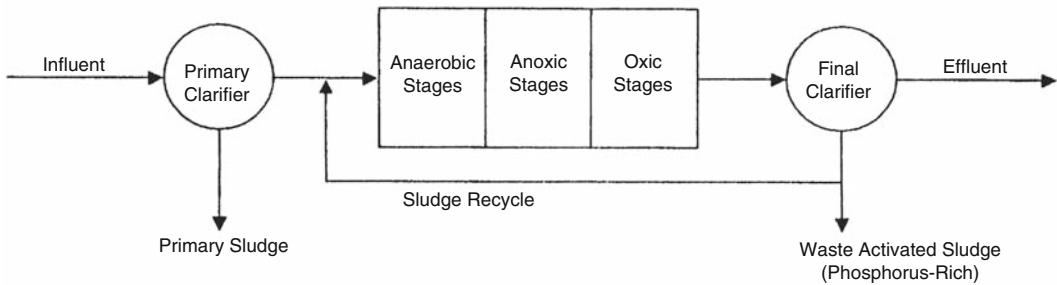 Influent
Primary
Clarifier
Anaerobic
Stages
Anoxic
Stages
Oxic
Stages
Final
Clarifier
Effluent
Sludge Recycle
Primary Sludge
Waste Activated Sludge
(Phosphorus-Rich)